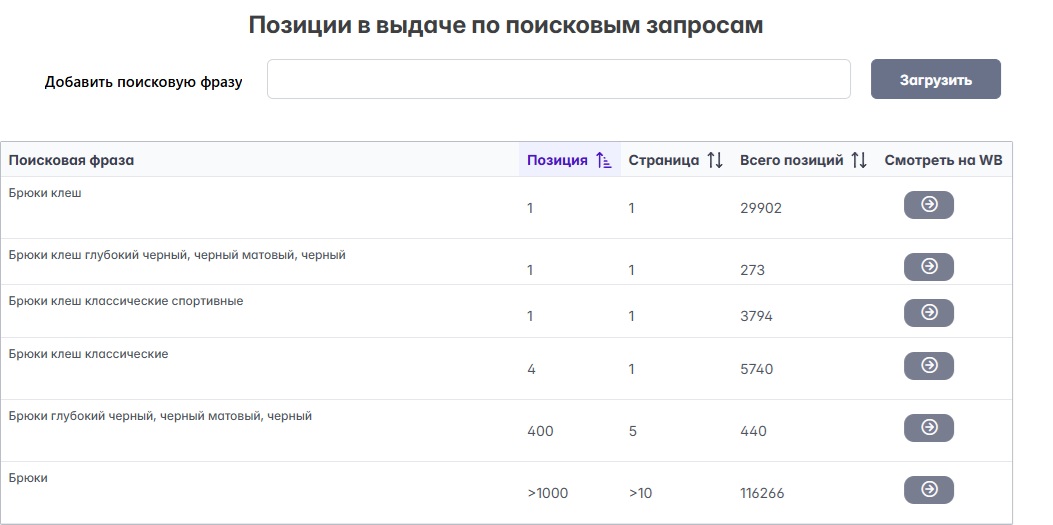 Позиции в выдаче по поисковым запросам
Добавить поисковую фразу
Загрузить
Поисковая фраза Позиция Страница Всего позиций Смотреть на WB
Брюки клеш 1 1 29902
Брюки клеш глубокий черный, черный матовый, черный 1 1 273
Брюки клеш классические спортивные 1 1 3794
Брюки клеш классические 4 1 5740
Брюки глубокий черный, черный матовый, черный 400 5 440
Брюки >1000 >10 116266